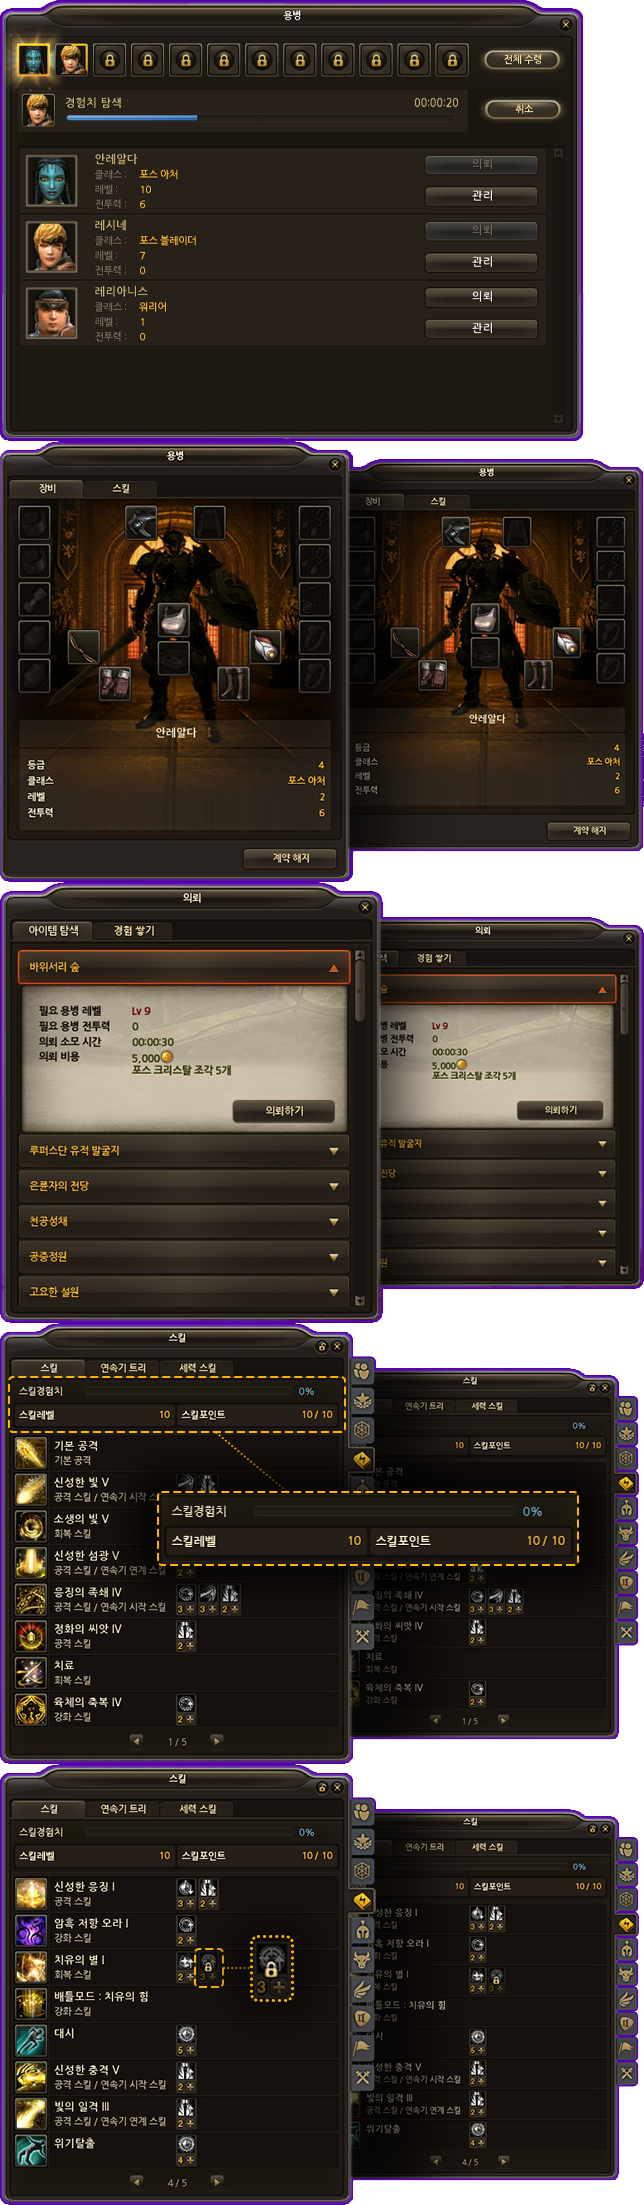 용병
전체 수령
경험치 탐색 00:00:20
취소
안레알다
클래스 : 포스 아처
레벨 : 10
전투력 : 6
의뢰
관리
레시네
클래스 : 포스 블레이더
레벨 : 7
전투력 : 0
의뢰
관리
레리아니스
클래스 : 워리어
레벨 : 1
전투력 : 0
의뢰
관리
용병
장비 스킬
안레알다
등급 4
클래스 포스 아처
레벨 2
전투력 6
계약 해지
용병
장비 스킬
안레알다
등급 4
클래스 포스 아처
레벨 2
전투력 6
계약 해지
의뢰
아이템 탐색 경험 쌓기
바위서리 숲
필요 용병 레벨 Lv 9
필요 용병 전투력 0
의뢰 소모 시간 00:00:30
의뢰 비용 5,000
포스 크리스탈 조각 5개
의뢰하기
루퍼스단 유적 발굴지
은륜자의 전당
천공성채
공중정원
고요한 설원
의뢰
색 경험 쌓기
숲
병 레벨 Lv 9
병 전투력 0
모 시간 00:00:30
용 5,000
포스 크리스탈 조각 5개
의뢰하기
유적 발굴지
전당
원
스킬
스킬 연속기 트리 세력 스킬
스킬경험치 0%
스킬레벨 10 스킬포인트 10 / 10
기본 공격
기본 공격
신성한 빛 V
공격 스킬 / 연속기 시작 스킬
소생의 빛 V
회복 스킬
신성한 섬광 V
공격 스킬 / 연속기 연계 스킬
2 +
응징의 족쇄 IV
공격 스킬 / 연속기 시작 스킬
3 + 3 + 2 +
정화의 씨앗 IV
공격 스킬
2 +
치료
회복 스킬
육체의 축복 IV
강화 스킬
2 +
1 / 5
스킬경험치 0%
스킬레벨 10 스킬포인트 10 / 10
스킬
연속기 트리 세력 스킬
0%
10 스킬포인트 10 / 10
본 공격
공격
/ 연속기 연계 스킬
2 +
징의 족쇄 IV
스킬 / 연속기 시작 스킬
3 + 3 + 2 +
화의 씨앗 IV
공격 스킬
2 +
치료
회복 스킬
육체의 축복 IV
강화 스킬
2 +
1 / 5
스킬
스킬 연속기 트리 세력 스킬
스킬경험치 0%
스킬레벨 10 스킬포인트 10 / 10
신성한 응징 I
공격 스킬
3 + 2 +
암흑 저항 오라 I
강화 스킬
2 +
치유의 별 I
회복 스킬
2 + 3 +
3 +
배틀모드 : 치유의 힘
강화 스킬
대시
5 +
신성한 충격 V
공격 스킬 / 연속기 시작 스킬
2 +
빛의 일격 III
공격 스킬 / 연속기 연계 스킬
2 +
위기탈출
4 +
4 / 5
스킬
연속기 트리 세력 스킬
0%
10 스킬포인트 10 / 10
성한 응징 I
공격 스킬
3 + 2 +
흑 저항 오라 I
강화 스킬
2 +
유의 별 I
회복 스킬
2 + 3 +
틀모드 : 치유의 힘
강화 스킬
대시
5 +
신성한 충격 V
공격 스킬 / 연속기 시작 스킬
2 +
빛의 일격 III
공격 스킬 / 연속기 연계 스킬
2 +
위기탈출
4 +
4 / 5